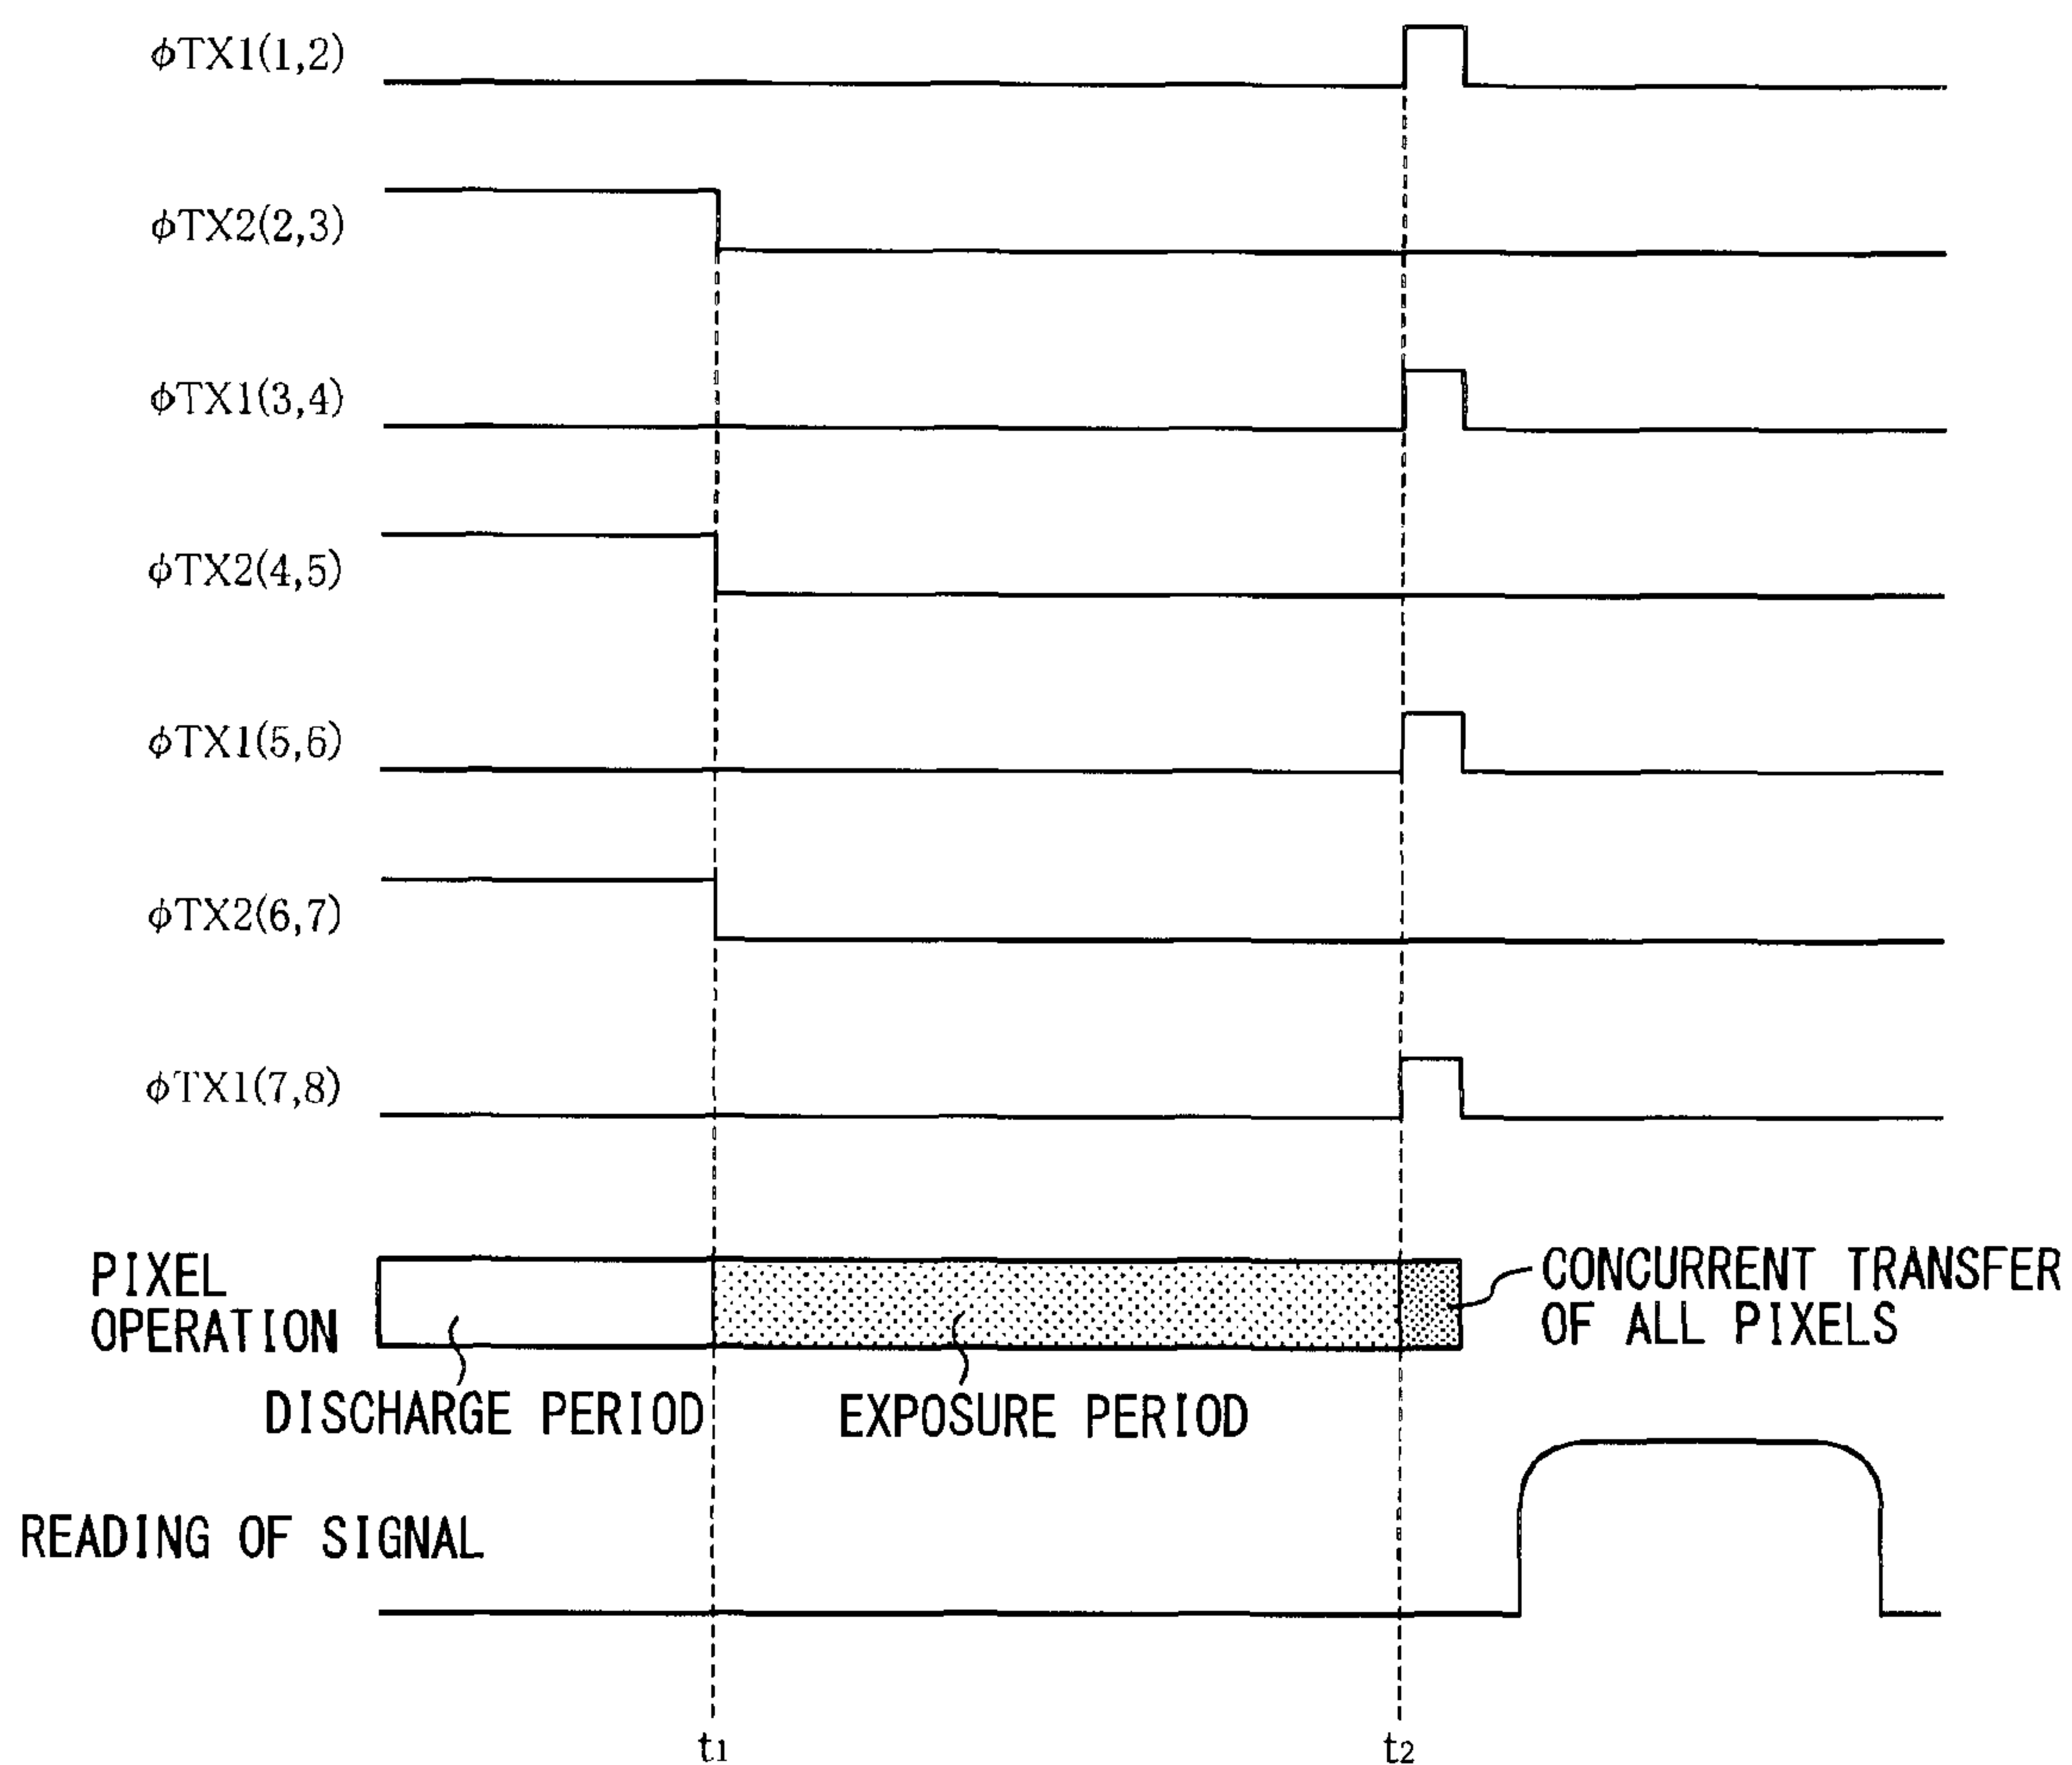 ϕTX1(1,2)
ϕTX2(2,3)
ϕTX1(3,4)
ϕTX2(4,5)
ϕTX1(5,6)
ϕTX2(6,7)
ϕTX1(7,8)
PIXEL
OPERATION
CONCURRENT TRANSFER
OF ALL PIXELS
DISCHARGE PERIOD
EXPOSURE PERIOD
READING OF SIGNAL
t1
t2